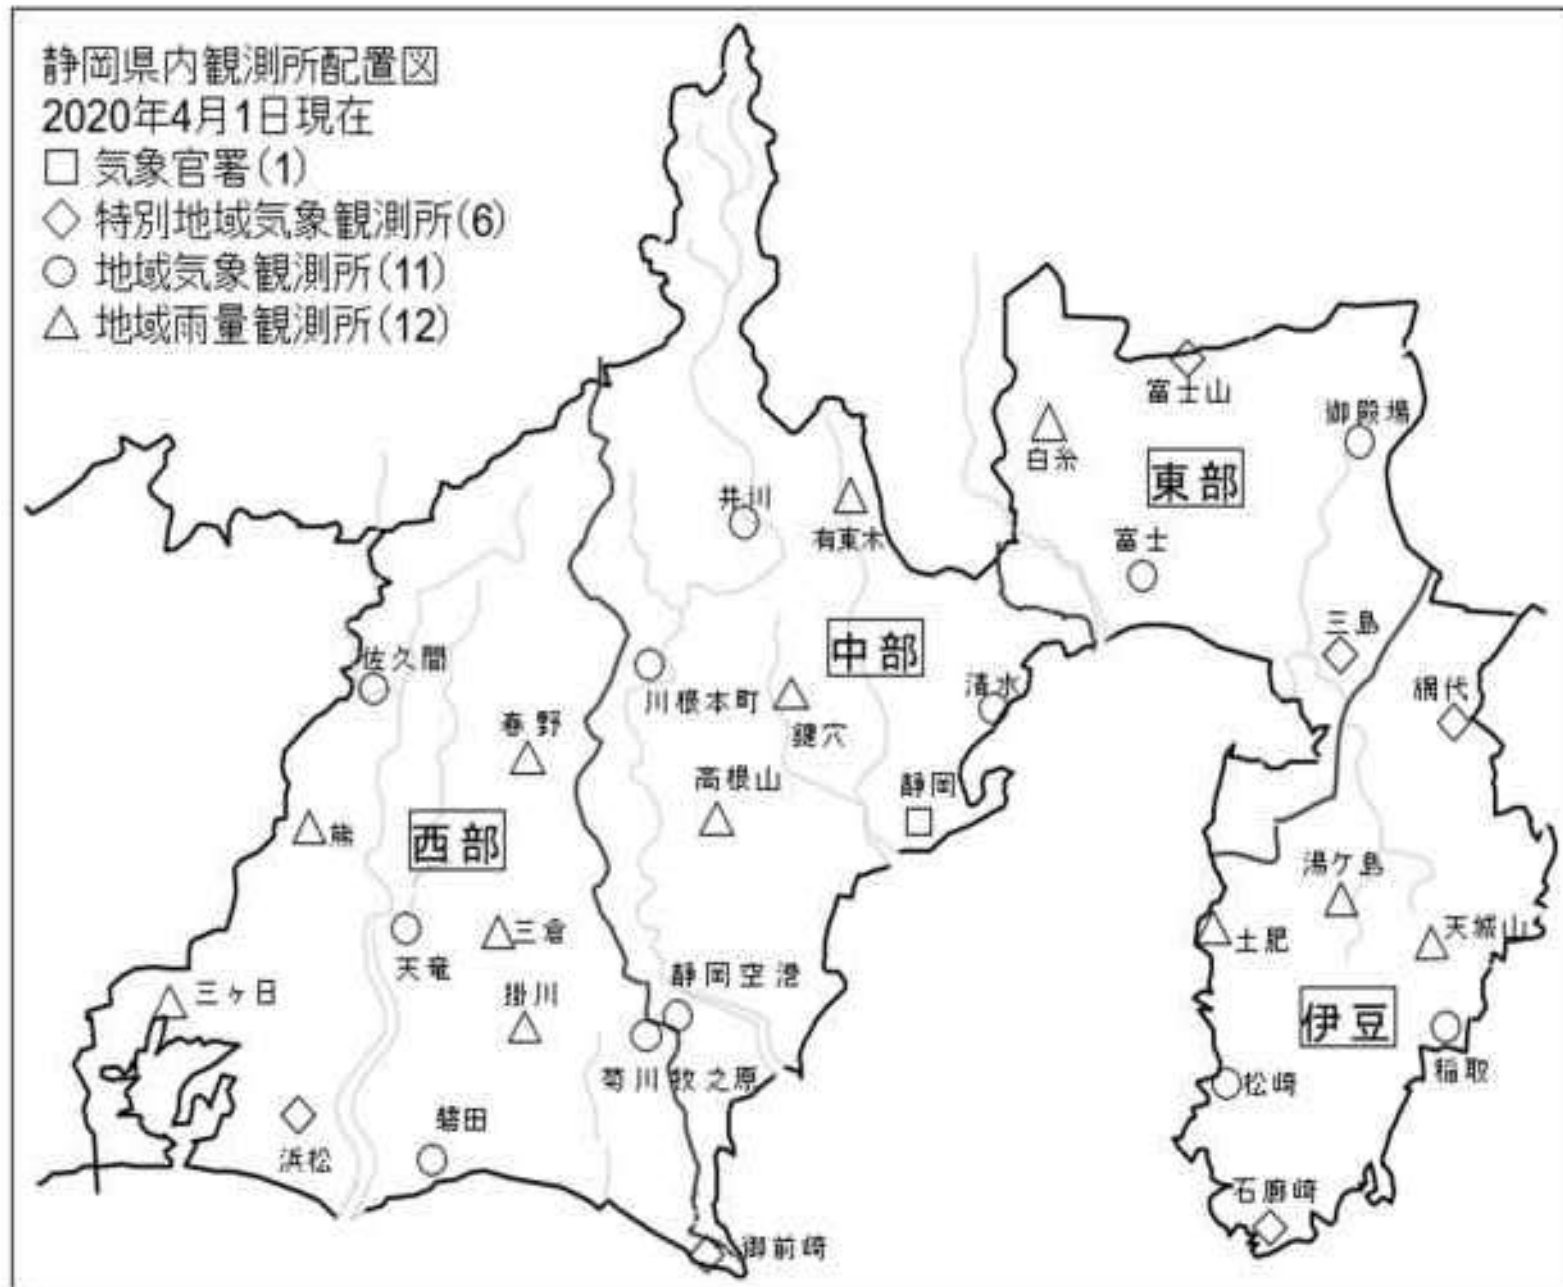 静岡県内観測所配置図
2020年4月1日現在
□ 気象官署(1)
◇ 特別地域気象観測所(6)
○ 地域気象観測所(11)
△ 地域雨量観測所(12)
富士山
御殿場
白糸
東部
井川
有東木
富士
三島
中部
佐久間
川根本町
清水
網代
春野
鍵穴
高根山
静岡
熊
西部
湯ケ島
三倉
土肥
天城山
天竜
静岡空港
三ヶ日
掛川
伊豆
菊川牧之原
松崎
稲取
磐田
浜松
石廊崎
御前崎